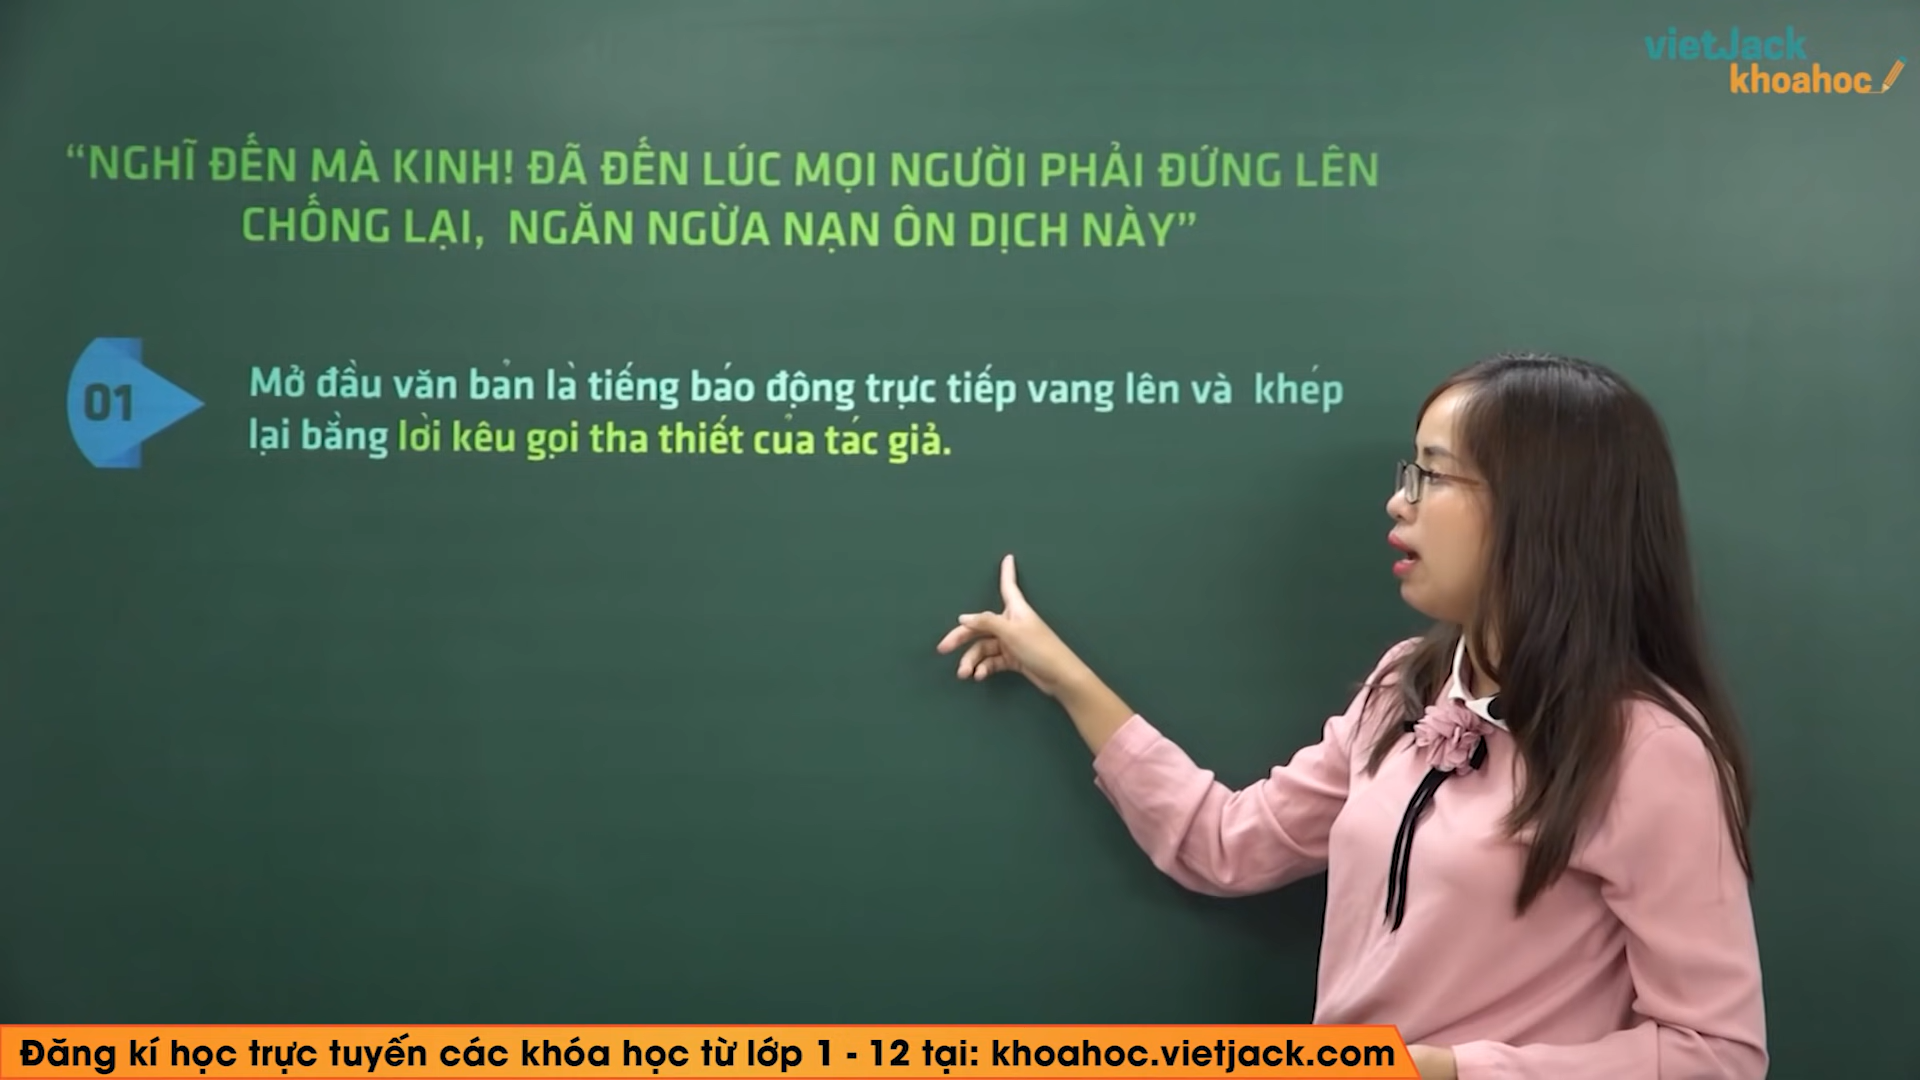 vietJack
khoahoc
“NGHĨ ĐẾN MÀ KINH! ĐÃ ĐẾN LÚC MỌI NGƯỜI PHẢI ĐỨNG LÊN
CHỐNG LẠI, NGĂN NGỪA NẠN ÔN DỊCH NÀY”
01
Mở đầu văn bản là tiếng báo động trực tiếp vang lên và khép
lại bằng lời kêu gọi tha thiết của tác giả.
Đăng kí học trực tuyến các khóa học từ lớp 1 - 12 tại: khoahoc.vietjack.com